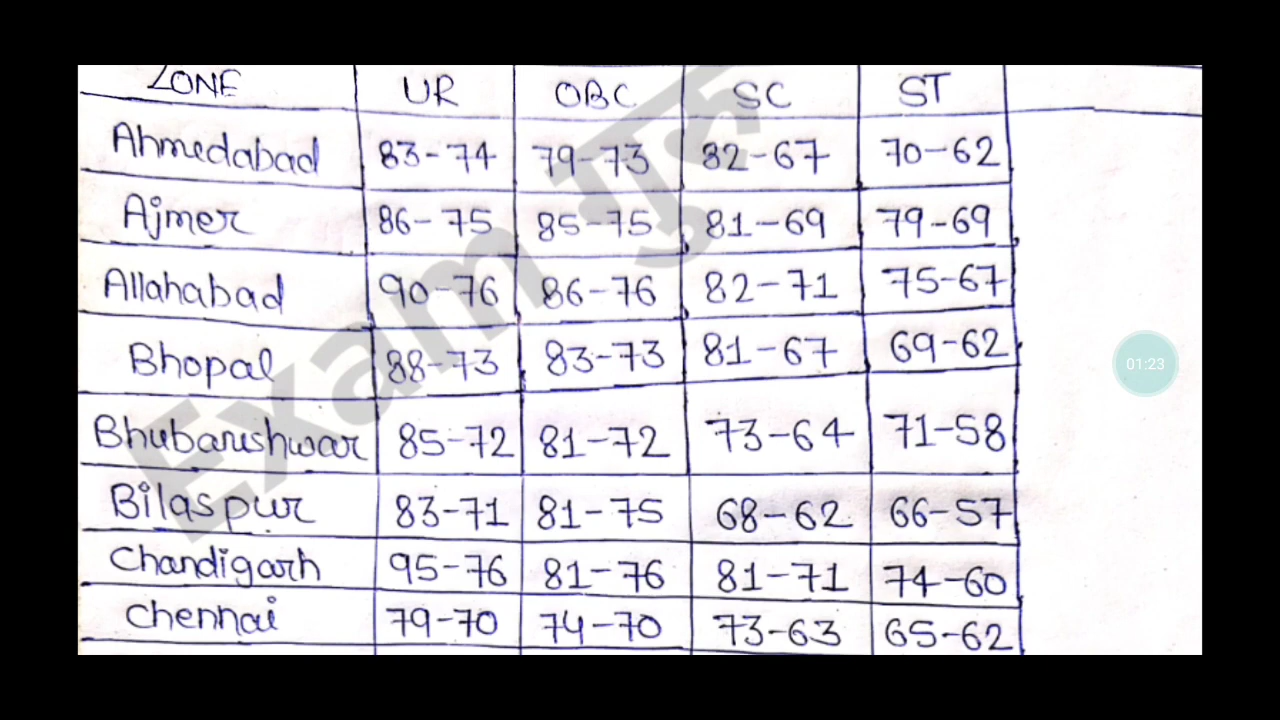 ZONE UR OBC SC ST
Ahmedabad 83-74 79-73 82-67 70-62
Ajmer 86-75 85-75 81-69 79-69
Allahabad 90-76 86-76 82-71 75-67
Bhopal 88-73 83-73 81-67 69-62
Bhubaneshwar 85-72 81-72 73-64 71-58
Bilaspur 83-71 81-75 68-62 66-57
Chandigarh 95-76 81-76 81-71 74-60
Chennai 79-70 74-70 73-63 65-62
Exam गुरु
01:23